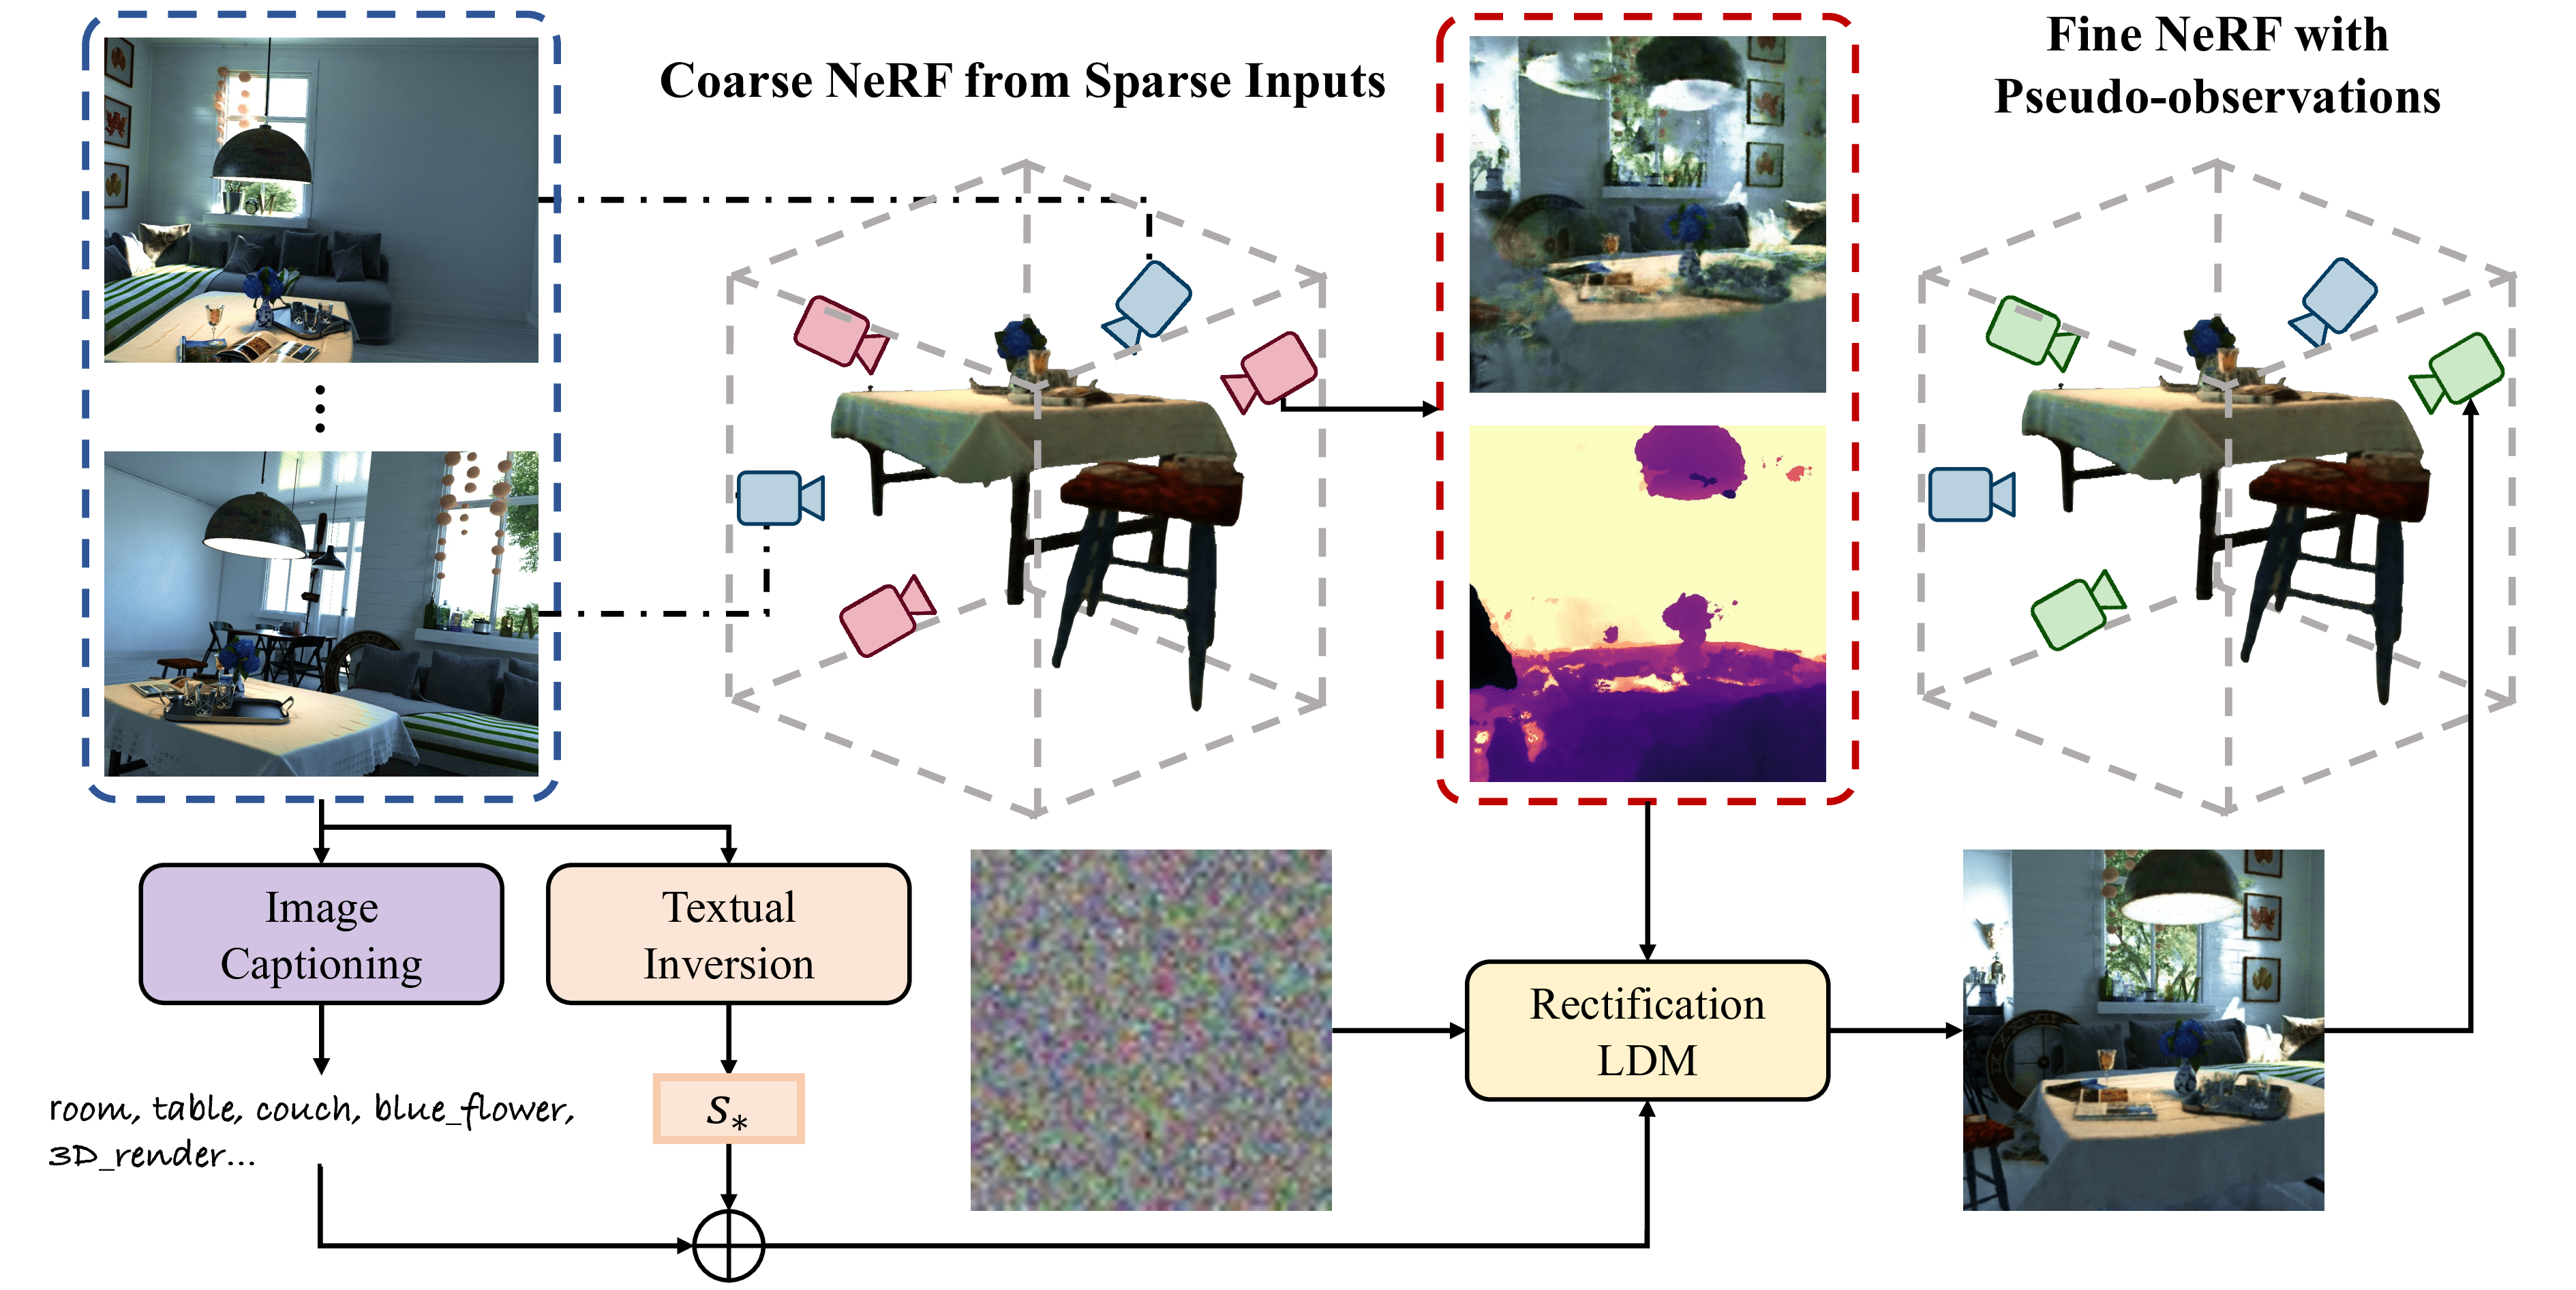 Coarse NeRF from Sparse Inputs
Fine NeRF with
Pseudo-observations
Image
Captioning
Textual
Inversion
room, table, couch, blue_flower,
3D_render...
S*
Rectification
LDM